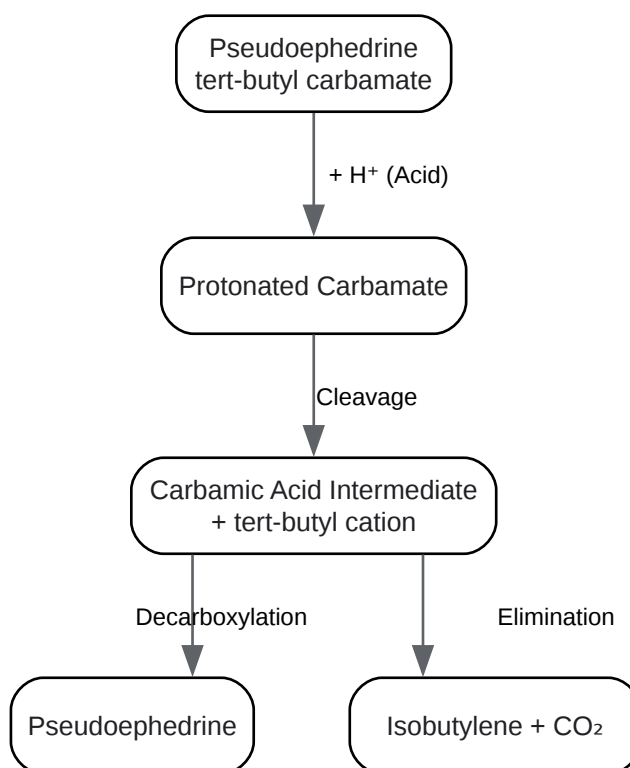 Pseudoephedrine
tert-butyl carbamate
+ H⁺ (Acid)
Protonated Carbamate
Cleavage
Carbamic Acid Intermediate
+ tert-butyl cation
Decarboxylation
Elimination
Pseudoephedrine
Isobutylene + CO₂